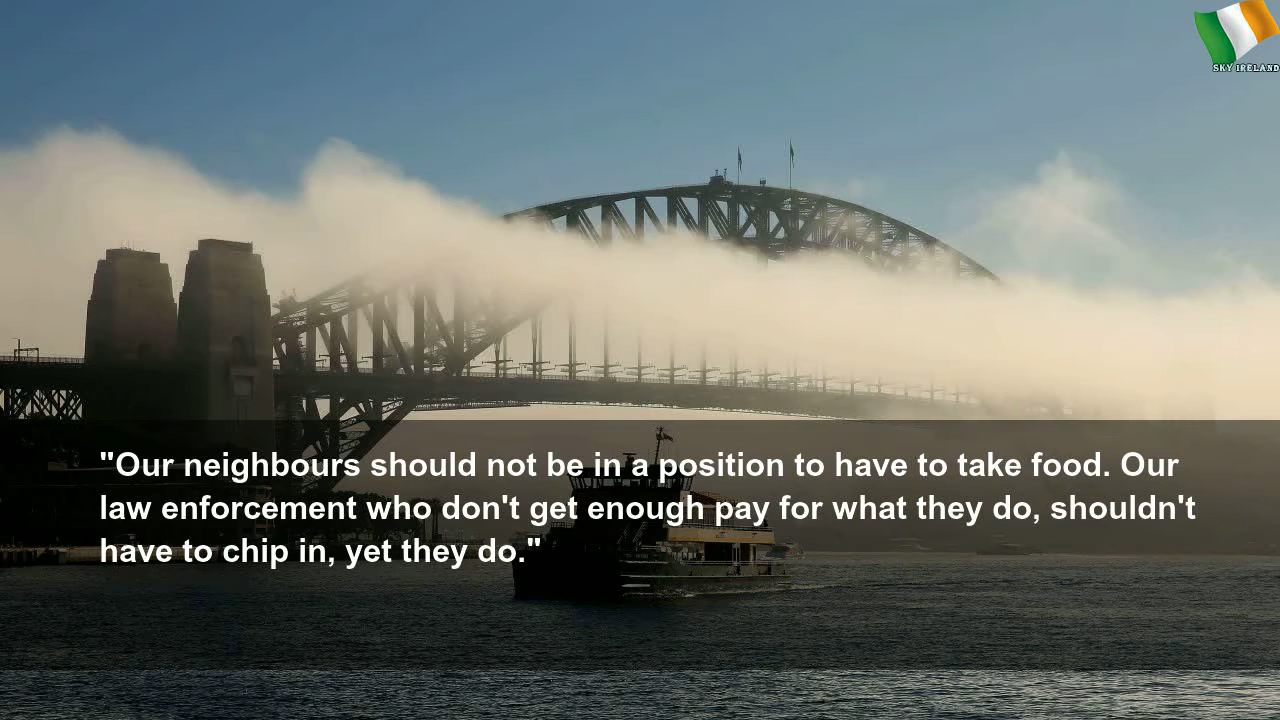 SKY IRELAND
"Our neighbours should not be in a position to have to take food. Our
law enforcement who don't get enough pay for what they do, shouldn't
have to chip in, yet they do."